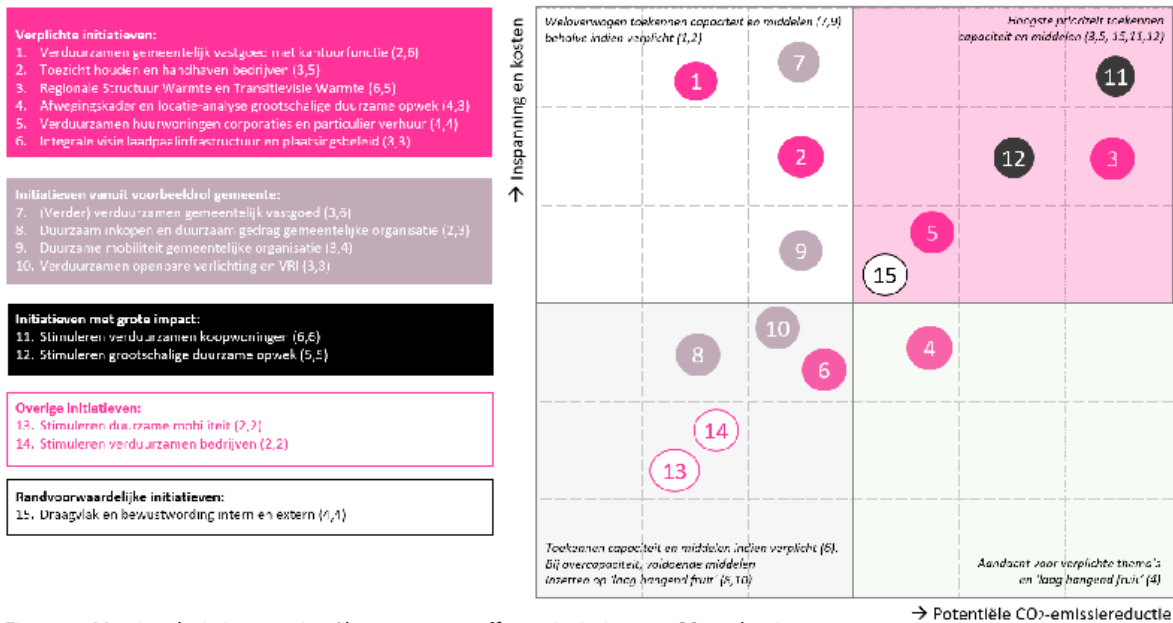 Verplichte initiatieven:
1. Verduurzamen gemeentelijk vastgoed met kantoorfunctie (2,6)
2. Toezicht houden en handhaven bedrijven (3,5)
3. Regionale Structuur Warmte en Transitievisie Warmte (6,5)
4. Afwegingskader en locatie-analyse grootschalige duurzame opwek (4,3)
5. Verduurzamen huurwoningen corporaties en particulier verhuur (4,4)
6. Integrale visie laadpaalinfrastructuur en plaatsingsbeleid (3,3)
Initiatieven vanuit voorbeeldrol gemeente:
7. (Verder) verduurzamen gemeentelijk vastgoed (3,6)
8. Duurzaam inkopen en duurzaam gedrag gemeentelijke organisatie (2,3)
9. Duurzame mobiliteit gemeentelijke organisatie (3,4)
10. Verduurzamen openbare verlichting en VRI (3,3)
Initiatieven met grote impact:
11. Stimuleren verduurzamen koopwoningen (6,6)
12. Stimuleren grootschalige duurzame opwek (5,5)
Overige initiatieven:
13. Stimuleren duurzame mobiliteit (2,2)
14. Stimuleren verduurzamen bedrijven (2,2)
Randvoorwaardelijke initiatieven:
15. Draagvlak en bewustwording intern en extern (4,4)
→ Inspanning en kosten
Weloverwogen toekennen capaciteit en middelen (7,9)
behalve indien verplicht (1,2)
Hoogste prioriteit toekennen
capaciteit en middelen (3,5, 15,11,12)
7
1
11
2
12
3
5
9
15
10
8
6
4
14
13
Toekennen capaciteit en middelen indien verplicht (6).
Bij overcapaciteit, voldoende middelen
inzetten op 'laag hangend fruit' (8,10)
Aandacht voor verplichte thema's
en 'laag hangend fruit' (4)
→ Potentiële CO2-emissiereductie